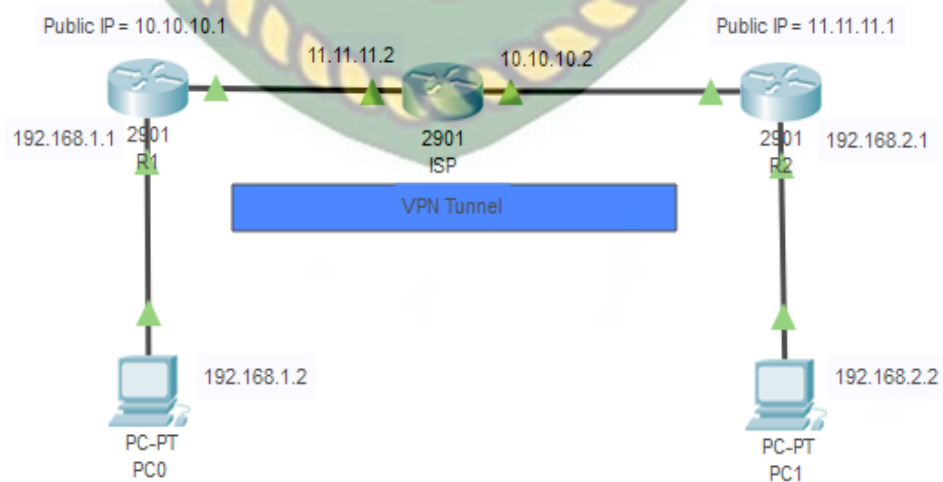 Public IP = 10.10.10.1
Public IP = 11.11.11.1
11.11.11.2
10.10.10.2
192.168.1.1
2901
R1
2901
ISP
2901
R2
192.168.2.1
VPN Tunnel
192.168.1.2
192.168.2.2
PC-PT
PC0
PC-PT
PC1